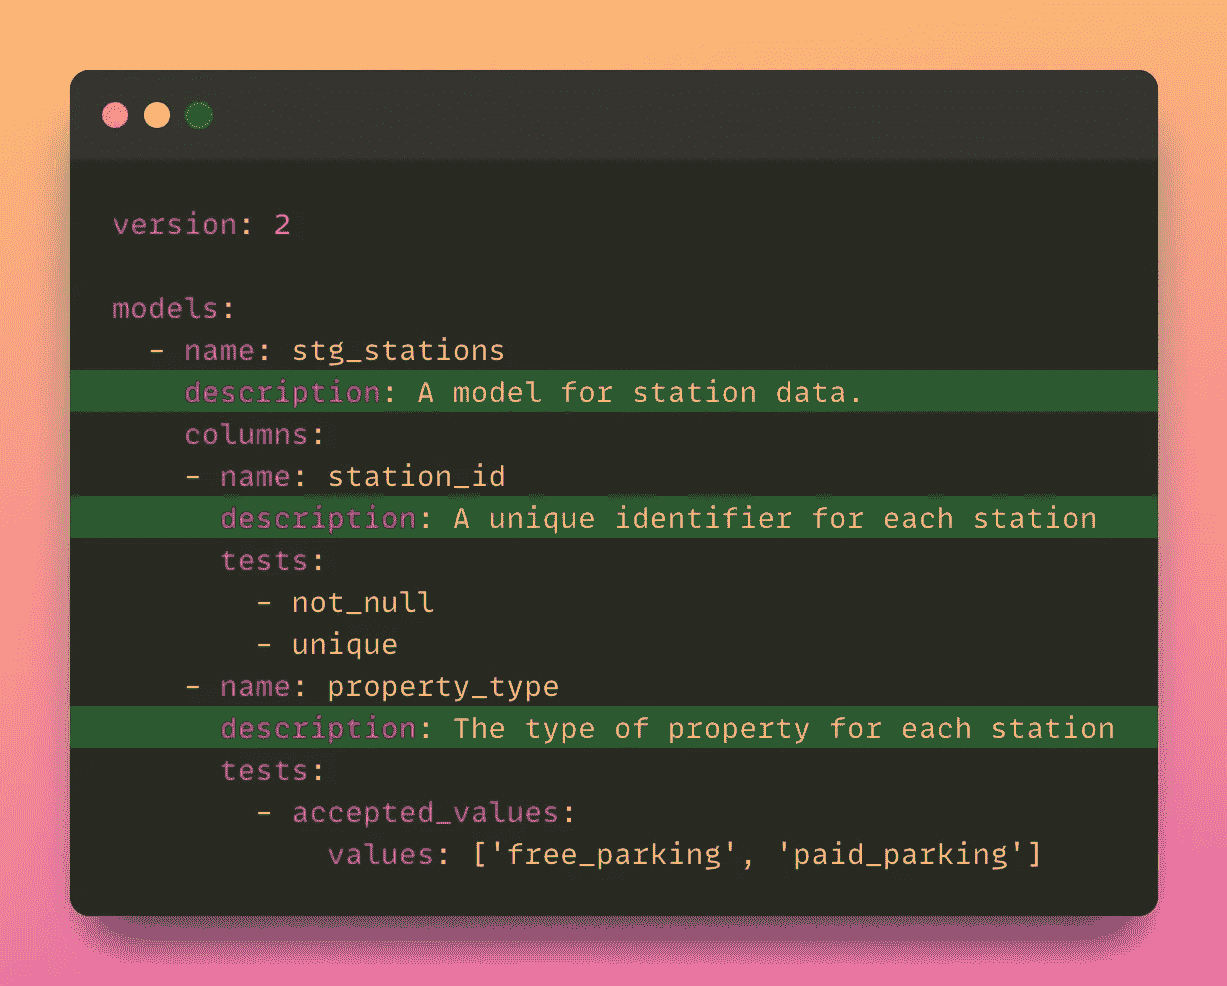 version: 2

models:
  - name: stg_stations
    description: A model for station data.
    columns:
    - name: station_id
      description: A unique identifier for each station
      tests:
        - not_null
        - unique
    - name: property_type
      description: The type of property for each station
      tests:
        - accepted_values:
            values: ['free_parking', 'paid_parking']